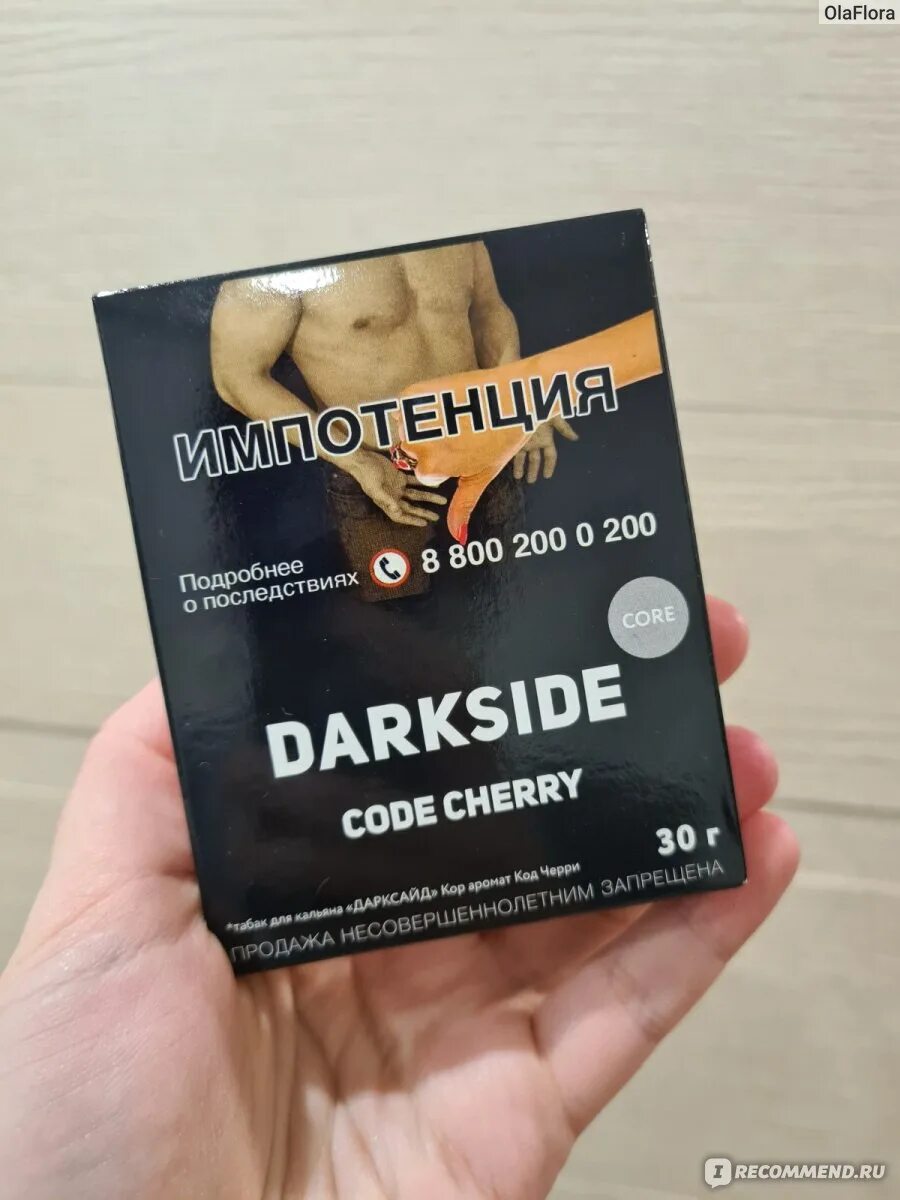 OlaFlora
ИМПОТЕНЦИЯ
Подробнее
о последствиях
8 800 200 0 200
CORE
DARKSIDE
CODE CHERRY
30 г
*табак для кальяна «ДАРКСАЙД» Кор аромат Код Черри
ПРОДАЖА НЕСОВЕРШЕННОЛЕТНИМ ЗАПРЕЩЕНА
I RECOMMEND.RU